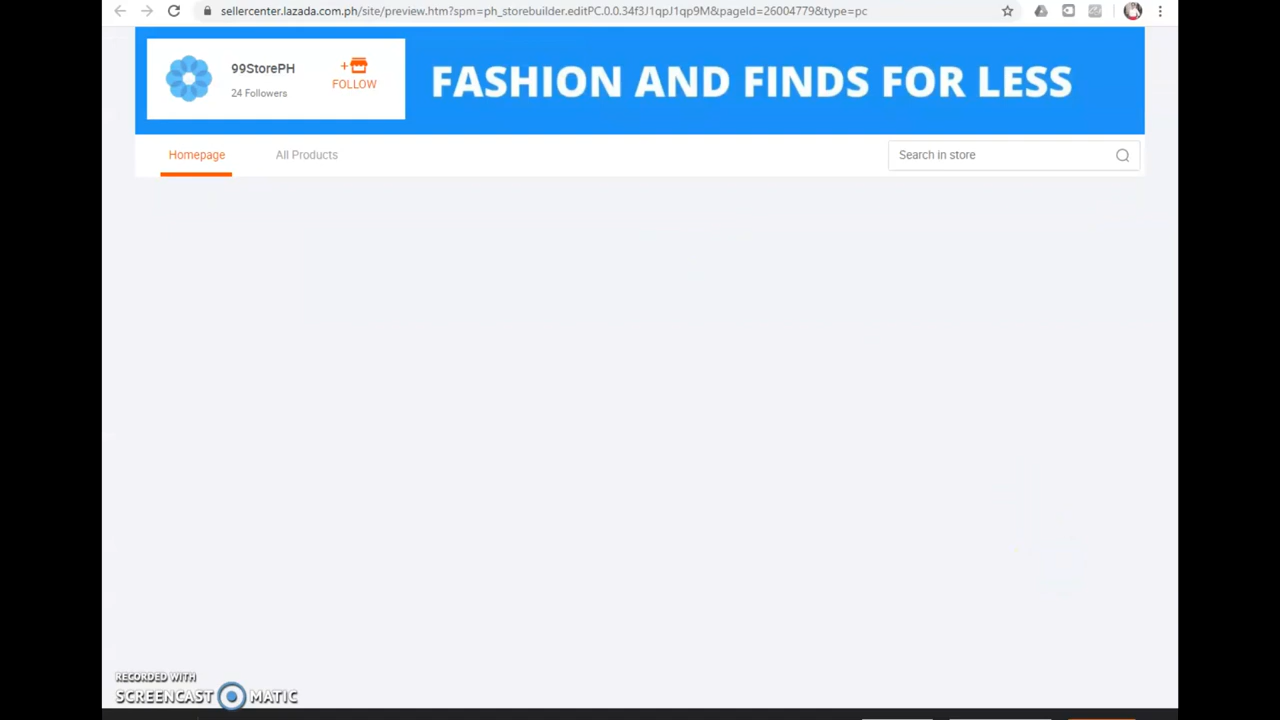 sellercenter.lazada.com.ph/site/preview.htm?spm=ph_storebuilder.editPC.0.0.34f3J1qpJ1qp9M&pageId=26004779&type=pc
99StorePH
24 Followers
+
FOLLOW
FASHION AND FINDS FOR LESS
Homepage
All Products
Search in store
RECORDED WITH
SCREENCAST MATIC